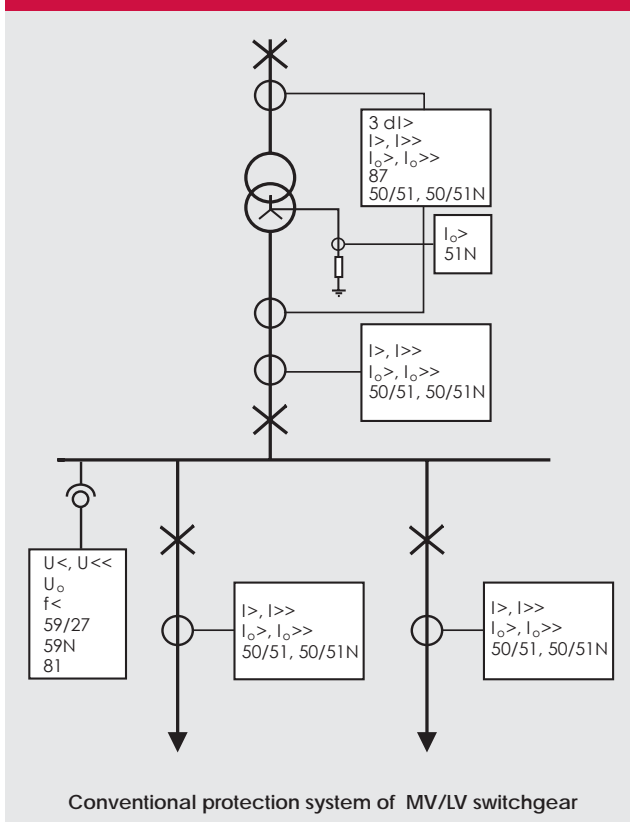 3 dI>
I>, I>>
Io>, Io>>
87
50/51, 50/51N
Io>
51N
I>, I>>
Io>, Io>>
50/51, 50/51N
U<, U<<
Uo
f<
59/27
59N
81
I>, I>>
Io>, Io>>
50/51, 50/51N
I>, I>>
Io>, Io>>
50/51, 50/51N
Conventional protection system of MV/LV switchgear